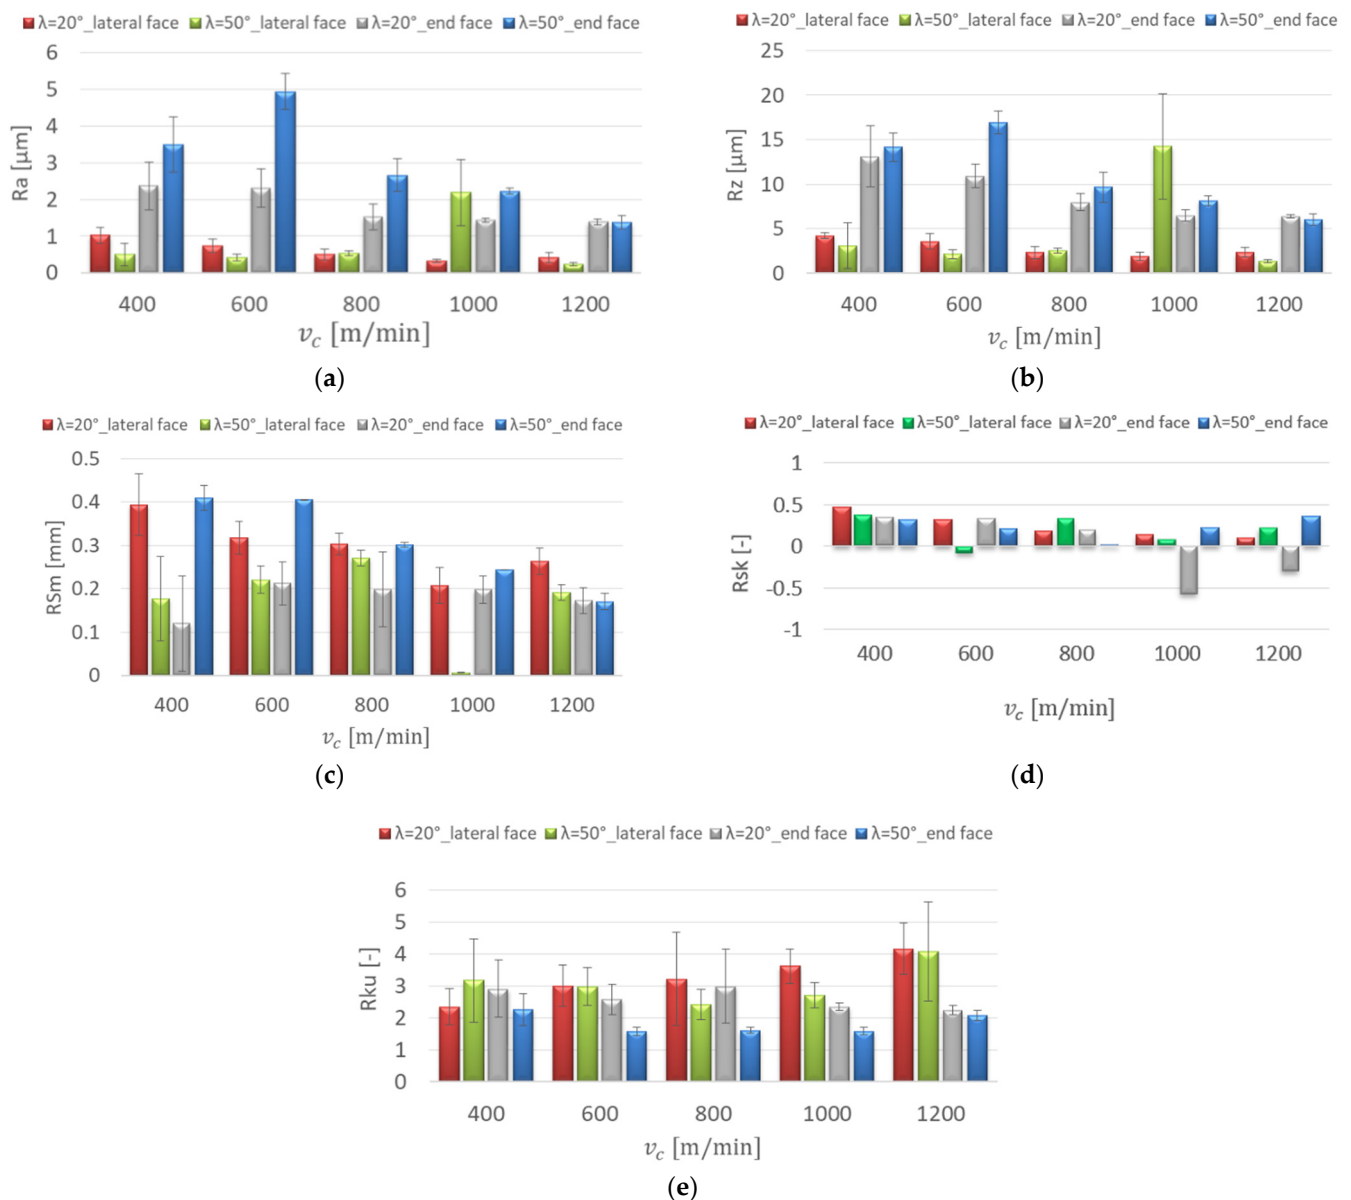 λ=20°_lateral face λ=50°_lateral face λ=20°_end face λ=50°_end face
6
5
4
3
2
1
0
Ra [µm]
400 600 800 1000 1200
v_c [m/min]
(a)
λ=20°_lateral face λ=50°_lateral face λ=20°_end face λ=50°_end face
25
20
15
10
5
0
Rz [µm]
400 600 800 1000 1200
v_c [m/min]
(b)
λ=20°_lateral face λ=50°_lateral face λ=20°_end face λ=50°_end face
0.5
0.4
0.3
0.2
0.1
0
RSm [mm]
400 600 800 1000 1200
v_c [m/min]
(c)
λ=20°_lateral face λ=50°_lateral face λ=20°_end face λ=50°_end face
1
0.5
0
-0.5
-1
Rsk [-]
400 600 800 1000 1200
v_c [m/min]
(d)
λ=20°_lateral face λ=50°_lateral face λ=20°_end face λ=50°_end face
6
5
4
3
2
1
0
Rku [-]
400 600 800 1000 1200
v_c [m/min]
(e)